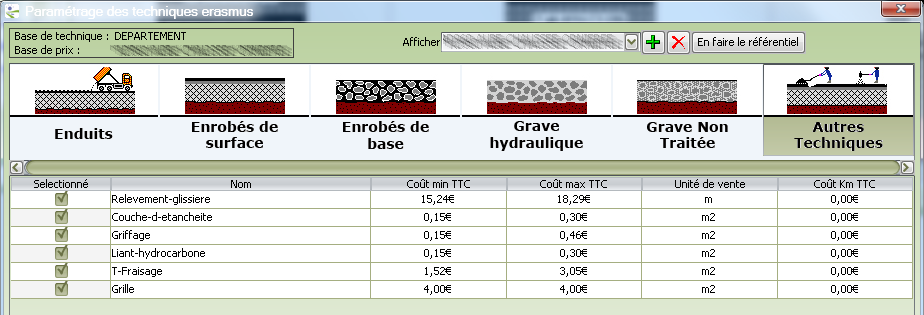 Paramétrage des techniques erasmus
Base de technique : DEPARTEMENT
Base de prix :
Afficher
En faire le référentiel
Enduits
Enrobés de surface
Enrobés de base
Grave hydraulique
Grave Non Traitée
Autres Techniques
Selectionné Nom Coût min TTC Coût max TTC Unité de vente Coût Km TTC
Relevement-glissiere 15,24€ 18,29€ m 0,00€
Couche-d-etancheite 0,15€ 0,30€ m2 0,00€
Griffage 0,15€ 0,46€ m2 0,00€
Liant-hydrocarbone 0,15€ 0,30€ m2 0,00€
T-Fraisage 1,52€ 3,05€ m2 0,00€
Grille 4,00€ 4,00€ m2 0,00€